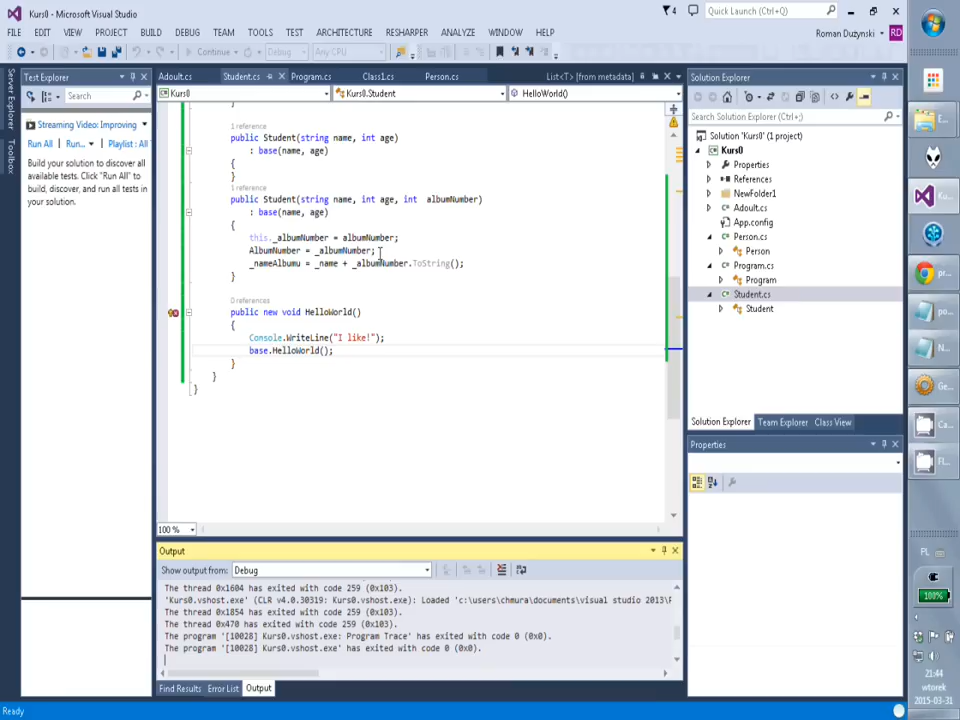 Kurs0 - Microsoft Visual Studio
4
Quick Launch (Ctrl+Q)
FILE EDIT VIEW PROJECT BUILD DEBUG TEAM TOOLS TEST ARCHITECTURE RESHARPER ANALYZE WINDOW HELP
Roman Duzynski RD
Continue Debug Any CPU
Server Explorer
Toolbox
Test Explorer
Search
Streaming Video: Improving
Run All Run... Playlist : All
Build your solution to discover all
available tests. Click "Run All" to
build, discover, and run all tests in
your solution.
Adoult.cs Student.cs Program.cs Class1.cs Person.cs List<T> [from metadata]
Kurs0 Kurs0.Student HelloWorld()
}
1 reference
public Student(string name, int age)
: base(name, age)
{
}
1 reference
public Student(string name, int age, int albumNumber)
: base(name, age)
{
this._albumNumber = albumNumber;
AlbumNumber = _albumNumber;
_nameAlbumu = _name + _albumNumber.ToString();
}
0 references
public new void HelloWorld()
{
Console.WriteLine("I like!");
base.HelloWorld();
}
}
}
100 %
Output
Show output from: Debug
The thread 0x1604 has exited with code 259 (0x103).
'Kurs0.vshost.exe' (CLR v4.0.30319: Kurs0.vshost.exe): Loaded 'c:\users\chmura\documents\visual studio 2013\F
The thread 0x1854 has exited with code 259 (0x103).
The thread 0x470 has exited with code 259 (0x103).
The program '[10028] Kurs0.vshost.exe: Program Trace' has exited with code 0 (0x0).
The program '[10028] Kurs0.vshost.exe' has exited with code 0 (0x0).
Find Results Error List Output
Ready
Solution Explorer
Search Solution Explorer (Ctrl+;)
Solution 'Kurs0' (1 project)
Kurs0
Properties
References
NewFolder1
Adoult.cs
App.config
Person.cs
Person
Program.cs
Program
Student.cs
Student
Solution Explorer Team Explorer Class View
Properties
E...
Ku...
pr...
po...
N...
Ge...
Ca...
Fl...
PL
100%
21:44
wtorek
2015-03-31